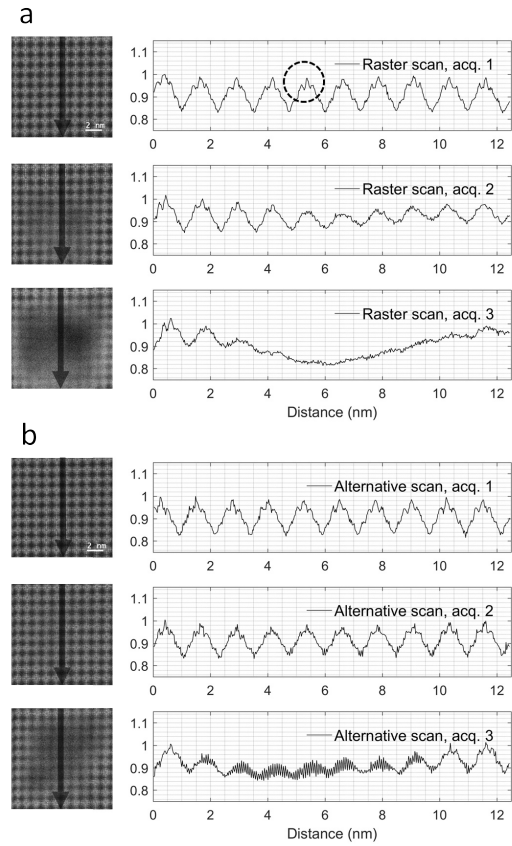 a
1.1
1
0.9
0.8
Raster scan, acq. 1
2 nm
0 2 4 6 8 10 12
1.1
1
0.9
0.8
Raster scan, acq. 2
0 2 4 6 8 10 12
1.1
1
0.9
0.8
Raster scan, acq. 3
0 2 4 6 8 10 12
Distance (nm)
b
1.1
1
0.9
0.8
Alternative scan, acq. 1
2 nm
0 2 4 6 8 10 12
1.1
1
0.9
0.8
Alternative scan, acq. 2
0 2 4 6 8 10 12
1.1
1
0.9
0.8
Alternative scan, acq. 3
0 2 4 6 8 10 12
Distance (nm)